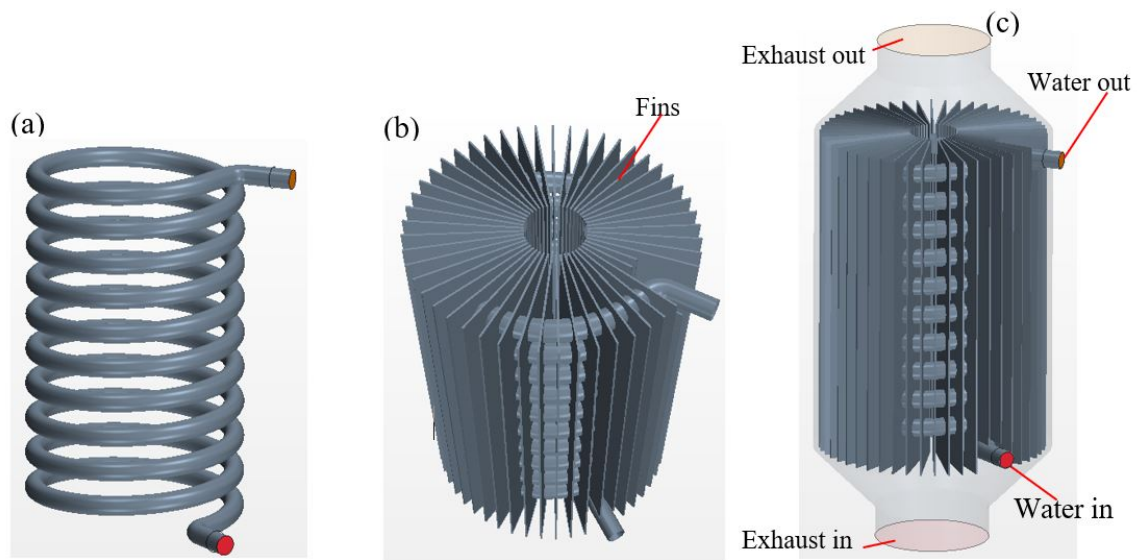 (a)
(b)
Fins
(c)
Exhaust out
Water out
Water in
Exhaust in